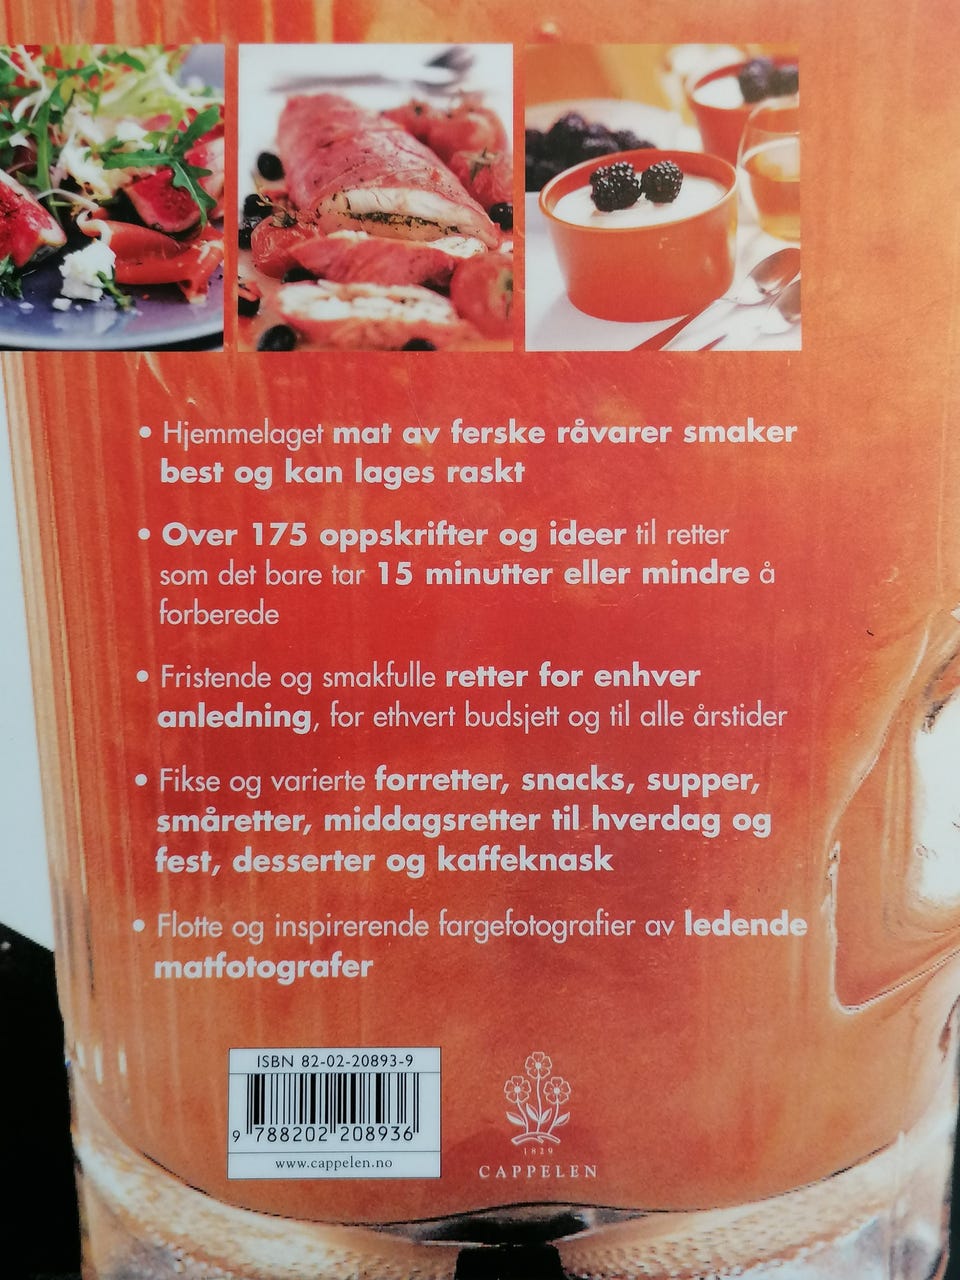 • Hjemmelaget mat av ferske råvarer smaker
best og kan lages raskt
• Over 175 oppskrifter og ideer til retter
som det bare tar 15 minutter eller mindre å
forberede
• Fristende og smakfulle retter for enhver
anledning, for ethvert budsjett og til alle årstider
• Fikse og varierte forretter, snacks, supper,
småretter, middagsretter til hverdag og
fest, desserter og kaffeknask
• Flotte og inspirerende fargefotografier av ledende
matfotografer
ISBN 82-02-20893-9
9 788202 208936
www.cappelen.no
1829
CAPPELEN